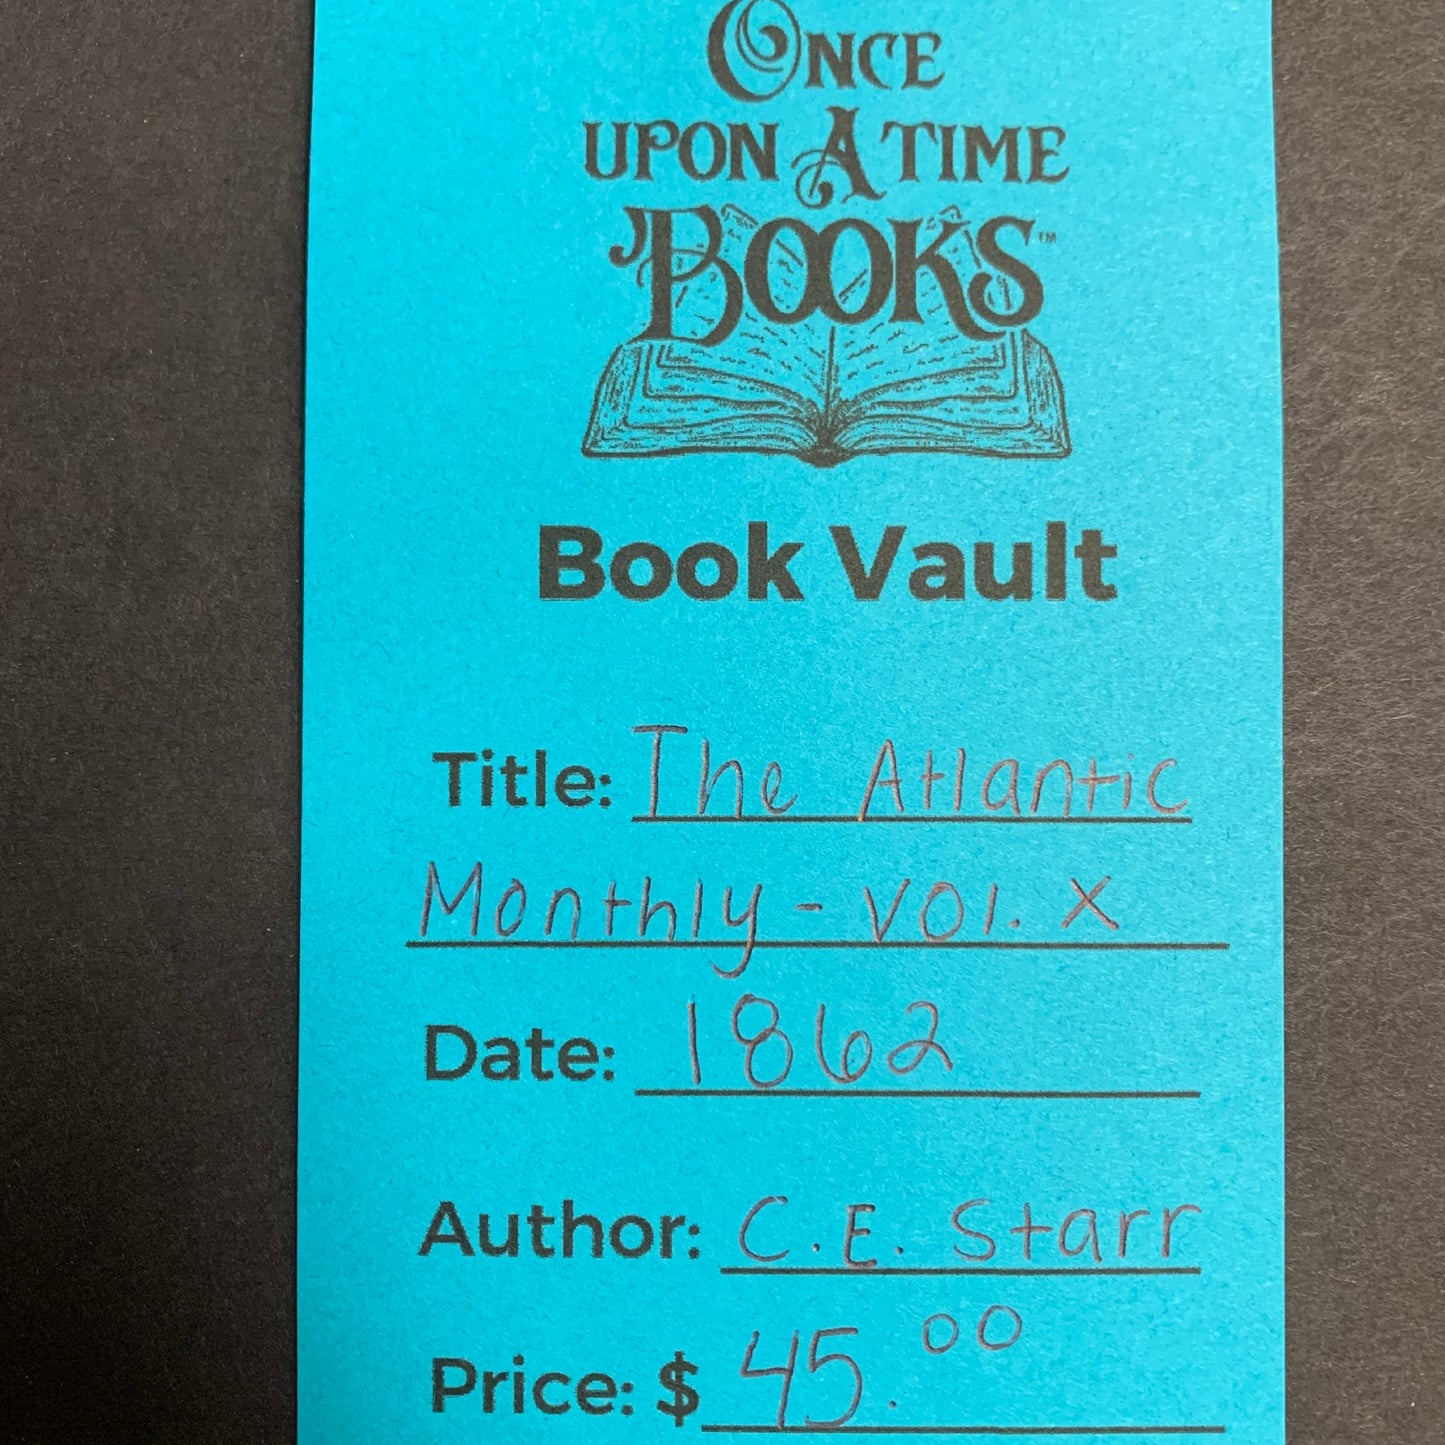 ONCE
UPON A TIME
BOOKS™
Book Vault
Title: The Atlantic
Monthly - Vol. X
Date: 1862
Author: C.E. Starr
Price: $ 45.00